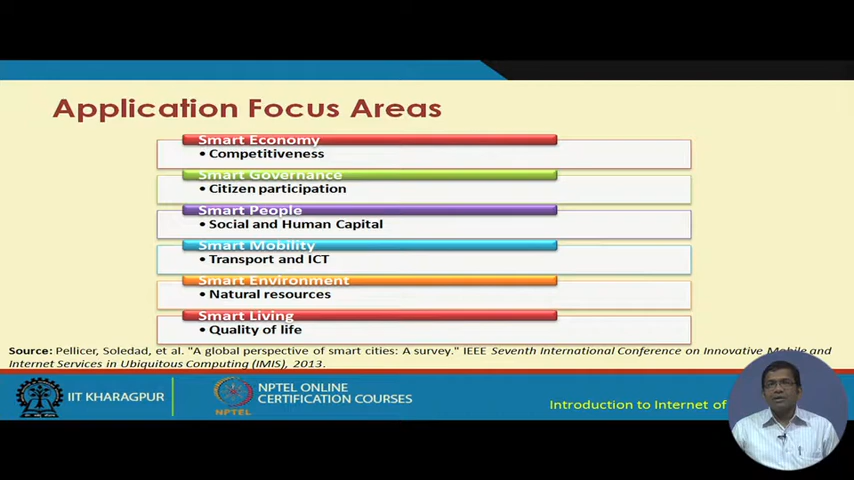 Application Focus Areas
Smart Economy
• Competitiveness
Smart Governance
• Citizen participation
Smart People
• Social and Human Capital
Smart Mobility
• Transport and ICT
Smart Environment
• Natural resources
Smart Living
• Quality of life
Source: Pellicer, Soledad, et al. "A global perspective of smart cities: A survey." IEEE Seventh International Conference on Innovative Mobile and
Internet Services in Ubiquitous Computing (IMIS), 2013.
IIT KHARAGPUR
NPTEL
NPTEL ONLINE
CERTIFICATION COURSES
Introduction to Internet of